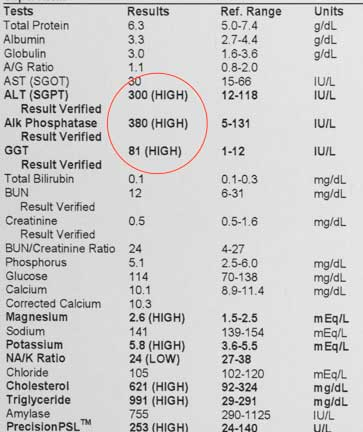 Tests Results Ref. Range Units
Total Protein 6.3 5.0-7.4 g/dL
Albumin 3.3 2.7-4.4 g/dL
Globulin 3.0 1.6-3.6 g/dL
A/G Ratio 1.1 0.8-2.0
AST (SGOT) 30 15-66 IU/L
ALT (SGPT) 300 (HIGH) 12-118 IU/L
Result Verified
Alk Phosphatase 380 (HIGH) 5-131 IU/L
Result Verified
GGT 81 (HIGH) 1-12 IU/L
Result Verified
Total Bilirubin 0.1 0.1-0.3 mg/dL
BUN 12 6-31 mg/dL
Result Verified
Creatinine 0.5 0.5-1.6 mg/dL
Result Verified
BUN/Creatinine Ratio 24 4-27
Phosphorus 5.1 2.5-6.0 mg/dL
Glucose 114 70-138 mg/dL
Calcium 10.1 8.9-11.4 mg/dL
Corrected Calcium 10.3
Magnesium 2.6 (HIGH) 1.5-2.5 mEq/L
Sodium 141 139-154 mEq/L
Potassium 5.8 (HIGH) 3.6-5.5 mEq/L
NA/K Ratio 24 (LOW) 27-38
Chloride 105 102-120 mEq/L
Cholesterol 621 (HIGH) 92-324 mg/dL
Triglyceride 991 (HIGH) 29-291 mg/dL
Amylase 755 290-1125 IU/L
PrecisionPSL™ 253 (HIGH) 24-140 U/L